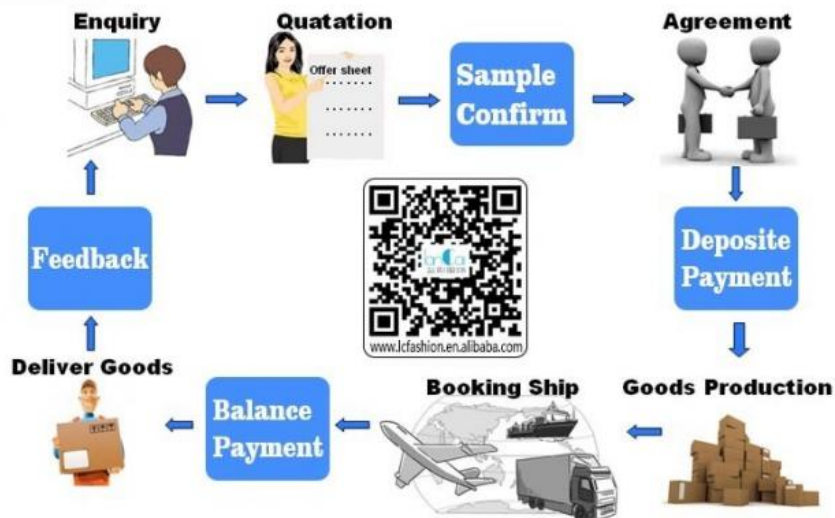 Enquiry
Quatation
Agreement
Offer sheet
Sample
Confirm
Feedback
Deposite
Payment
www.lcfashion.en.alibaba.com
Deliver Goods
Balance
Payment
Booking Ship
Goods Production